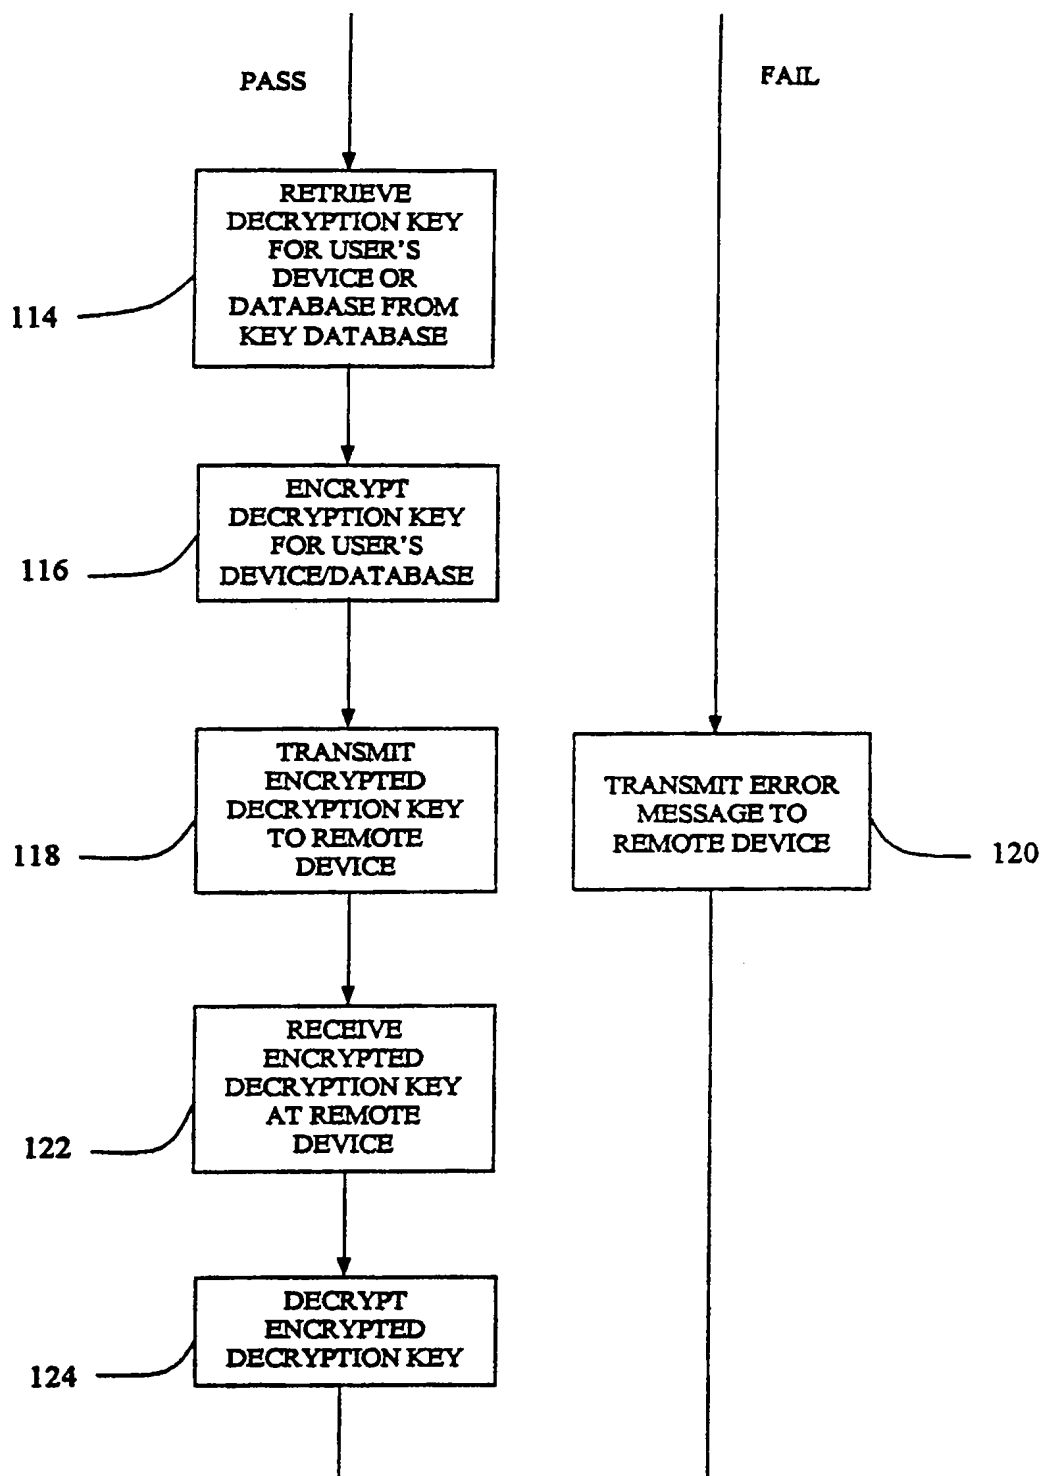 PASS
FAIL
RETRIEVE
DECRYPTION KEY
FOR USER'S
DEVICE OR
DATABASE FROM
KEY DATABASE
114
ENCRYPT
DECRYPTION KEY
FOR USER'S
DEVICE/DATABASE
116
TRANSMIT
ENCRYPTED
DECRYPTION KEY
TO REMOTE
DEVICE
118
TRANSMIT ERROR
MESSAGE TO
REMOTE DEVICE
120
RECEIVE
ENCRYPTED
DECRYPTION KEY
AT REMOTE
DEVICE
122
DECRYPT
ENCRYPTED
DECRYPTION KEY
124